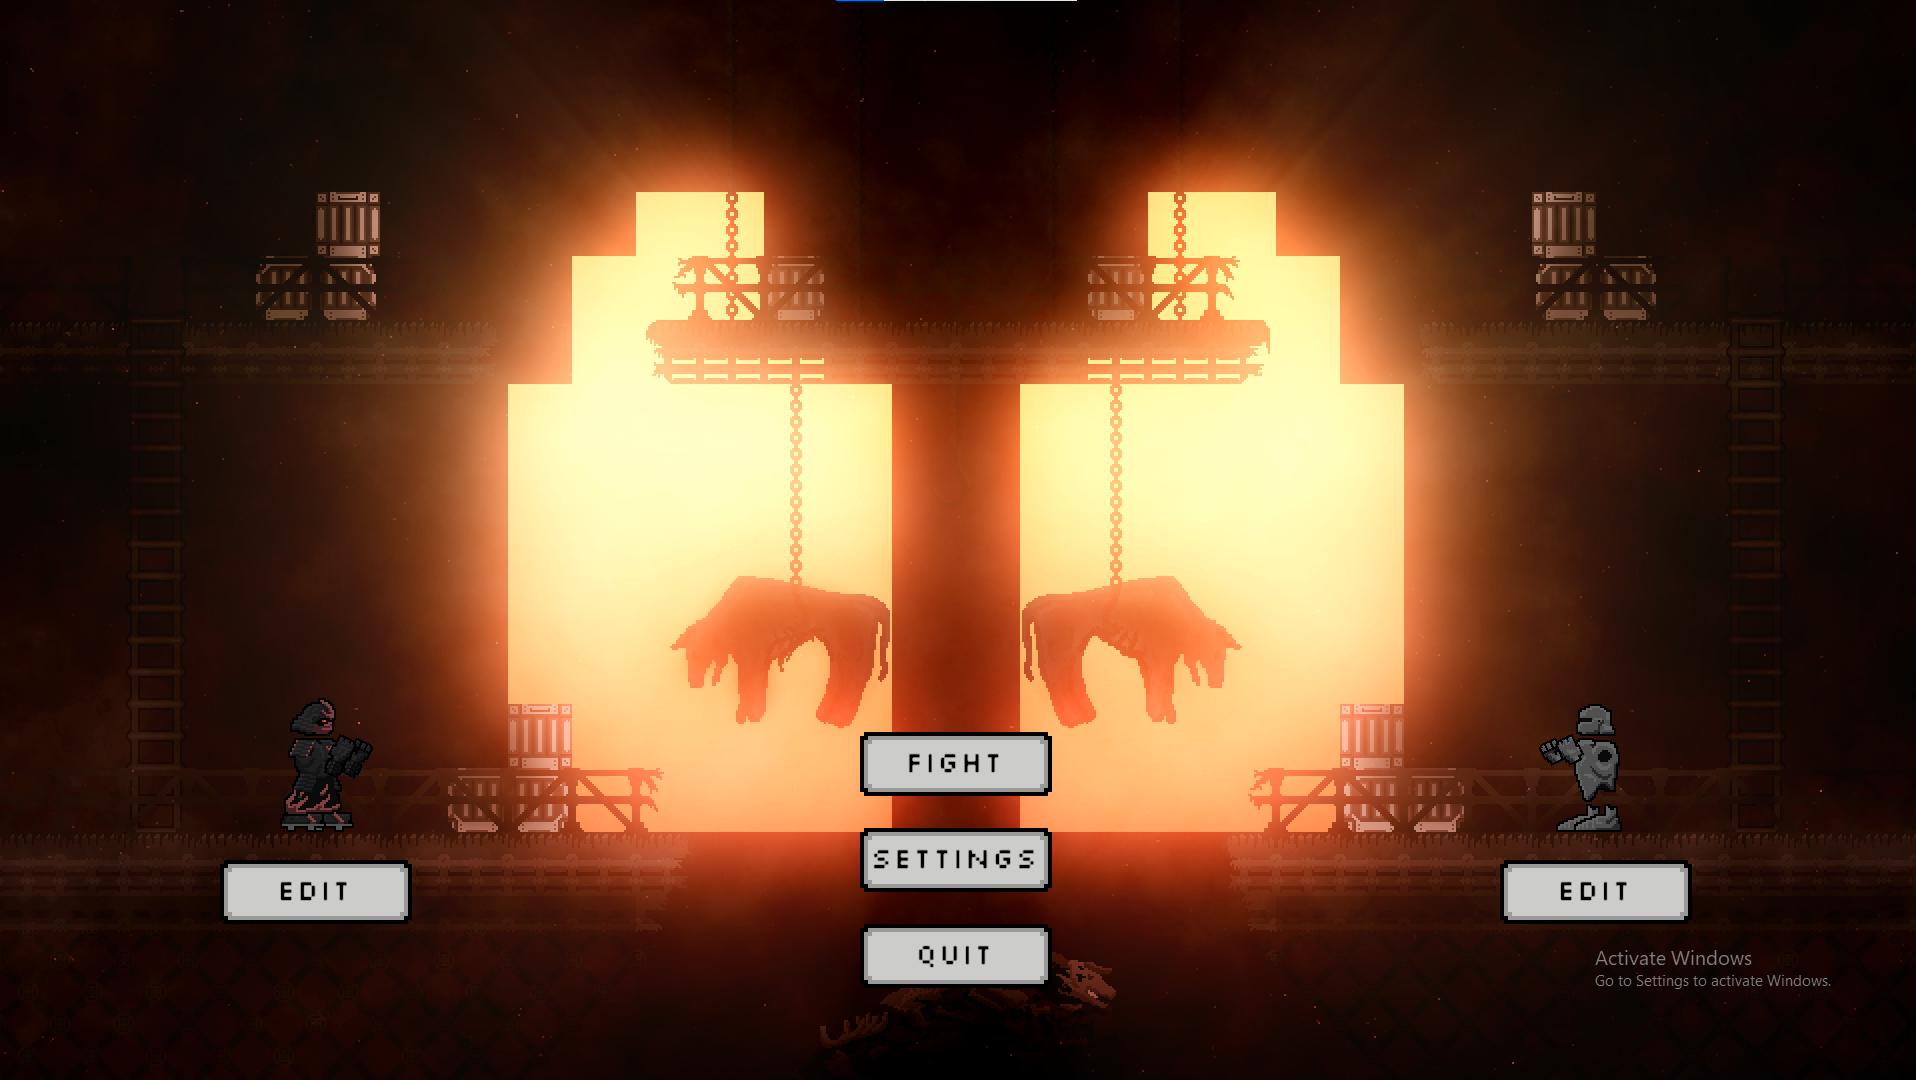 FIGHT
SETTINGS
EDIT
EDIT
QUIT
Activate Windows
Go to Settings to activate Windows.